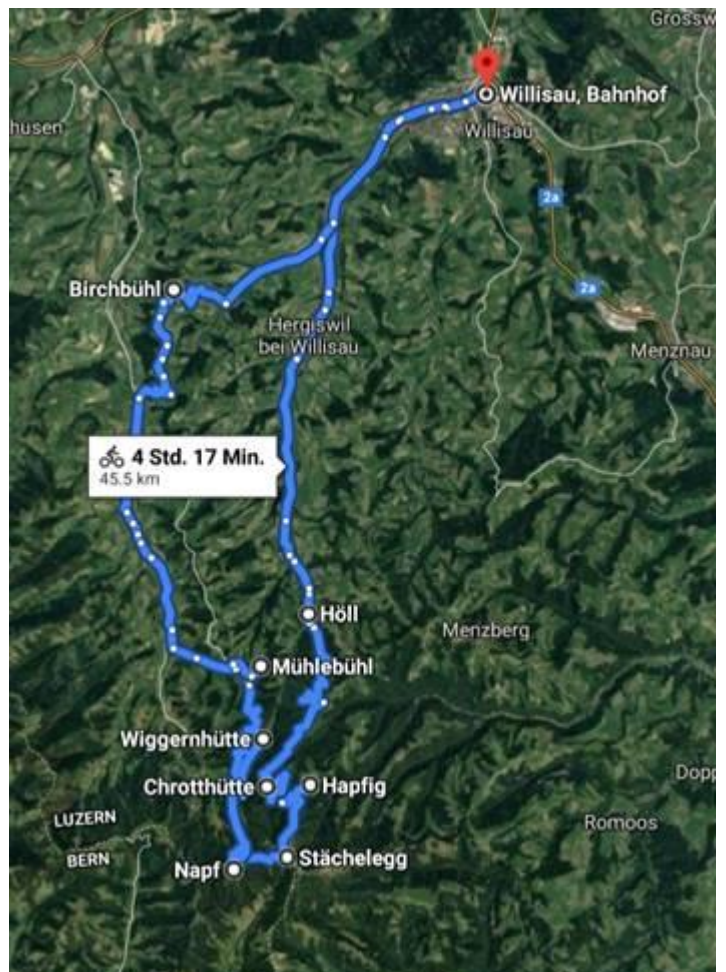 Grossw
Willisau, Bahnhof
husen
Willisau
2a
Birchbühl
2a
Hergiswil
bei Willisau
Menznau
4 Std. 17 Min.
45.5 km
Höll
Menzberg
Mühlebühl
Wiggernhütte
Chrotthütte
Hapfig
Dopp
LUZERN
Romoos
BERN
Stächelegg
Napf